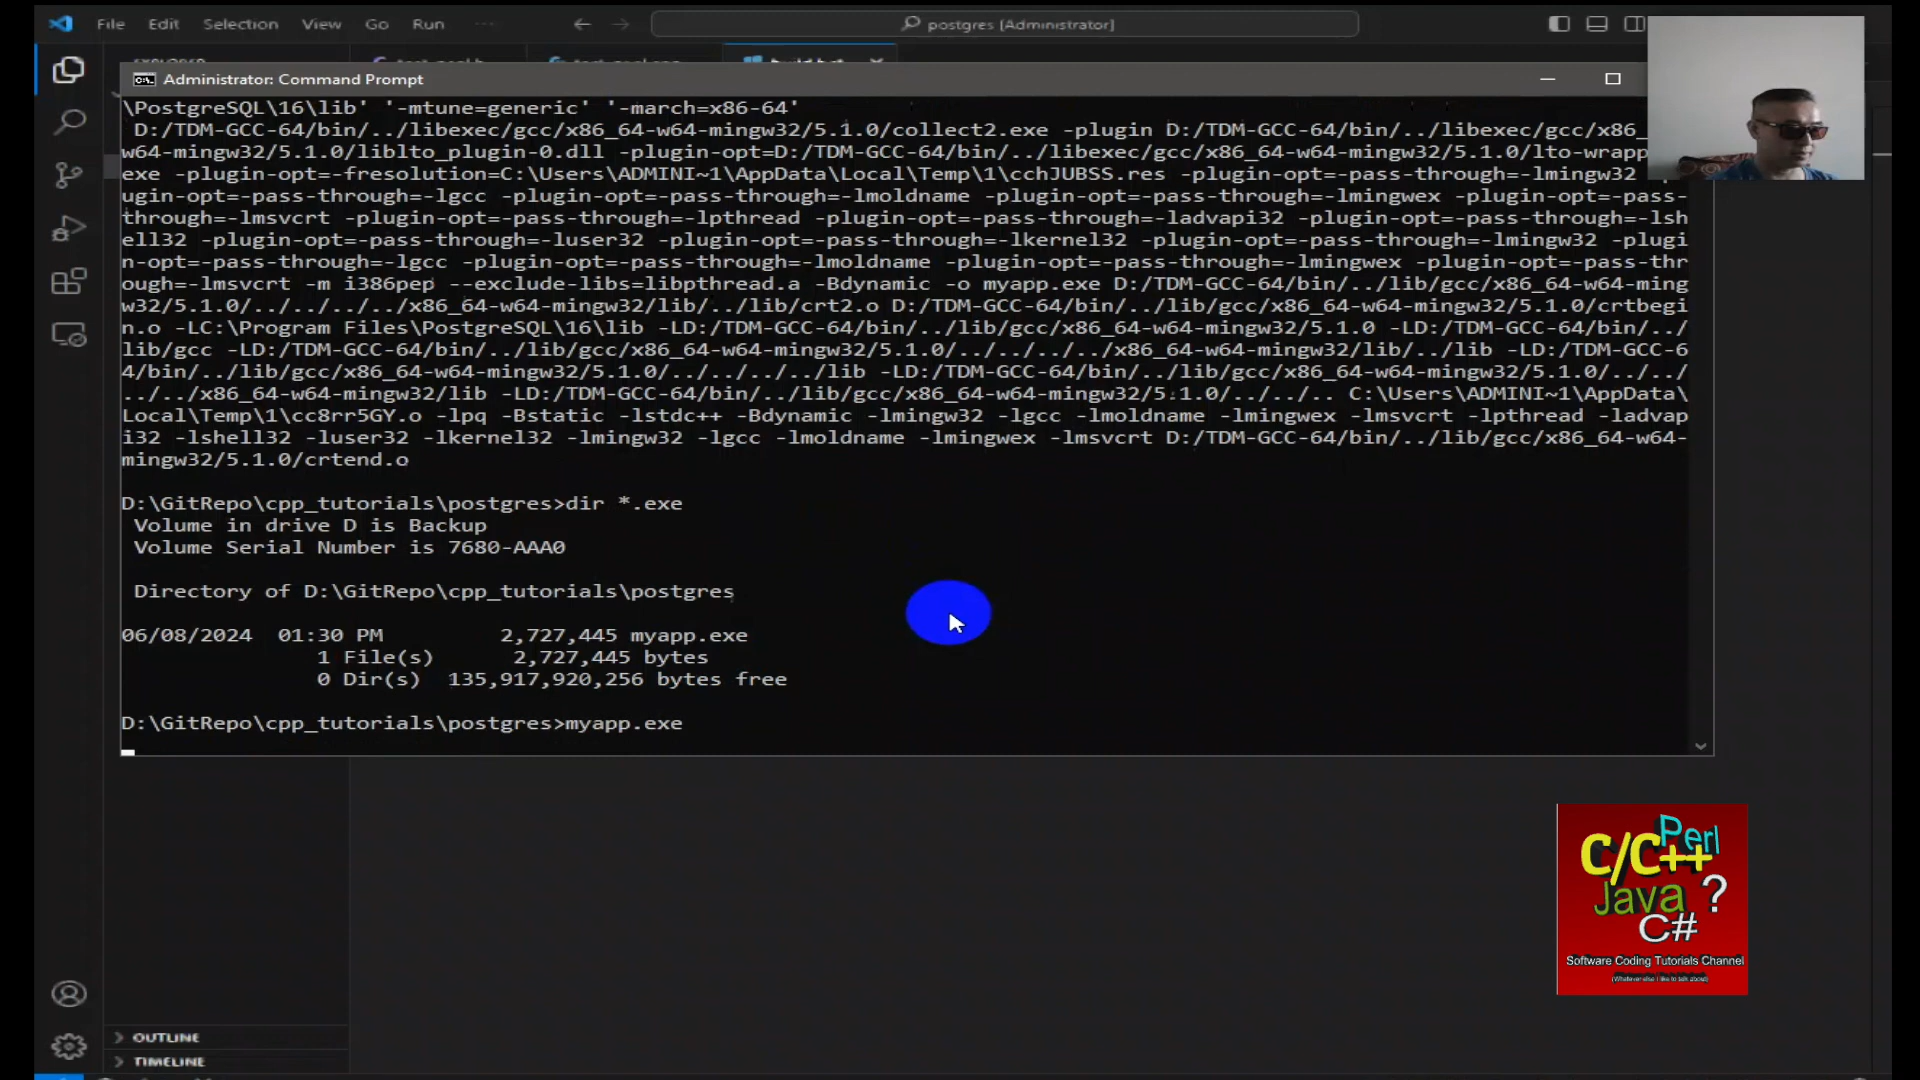 File Edit Selection View Go Run ...
postgres [Administrator]
Administrator: Command Prompt
\PostgreSQL\16\lib' '-mtune=generic' '-march=x86-64'
D:/TDM-GCC-64/bin/../libexec/gcc/x86_64-w64-mingw32/5.1.0/collect2.exe -plugin D:/TDM-GCC-64/bin/../libexec/gcc/x86_
w64-mingw32/5.1.0/liblto_plugin-0.dll -plugin-opt=D:/TDM-GCC-64/bin/../libexec/gcc/x86_64-w64-mingw32/5.1.0/lto-wrapp
exe -plugin-opt=-fresolution=C:\Users\ADMINI~1\AppData\Local\Temp\1\cchJUBSS.res -plugin-opt=-pass-through=-lmingw32
ugin-opt=-pass-through=-lgcc -plugin-opt=-pass-through=-lmoldname -plugin-opt=-pass-through=-lmingwex -plugin-opt=-pass-
through=-lmsvcrt -plugin-opt=-pass-through=-lpthread -plugin-opt=-pass-through=-ladvapi32 -plugin-opt=-pass-through=-lsh
ell32 -plugin-opt=-pass-through=-luser32 -plugin-opt=-pass-through=-lkernel32 -plugin-opt=-pass-through=-lmingw32 -plugi
n-opt=-pass-through=-lgcc -plugin-opt=-pass-through=-lmoldname -plugin-opt=-pass-through=-lmingwex -plugin-opt=-pass-thr
ough=-lmsvcrt -m i386pep --exclude-libs=libpthread.a -Bdynamic -o myapp.exe D:/TDM-GCC-64/bin/../lib/gcc/x86_64-w64-ming
w32/5.1.0/../../../../x86_64-w64-mingw32/lib/../lib/crt2.o D:/TDM-GCC-64/bin/../lib/gcc/x86_64-w64-mingw32/5.1.0/crtbegi
n.o -LC:\Program Files\PostgreSQL\16\lib -LD:/TDM-GCC-64/bin/../lib/gcc/x86_64-w64-mingw32/5.1.0 -LD:/TDM-GCC-64/bin/../
lib/gcc -LD:/TDM-GCC-64/bin/../lib/gcc/x86_64-w64-mingw32/5.1.0/../../../../x86_64-w64-mingw32/lib/../lib -LD:/TDM-GCC-6
4/bin/../lib/gcc/x86_64-w64-mingw32/5.1.0/../../../../lib -LD:/TDM-GCC-64/bin/../lib/gcc/x86_64-w64-mingw32/5.1.0/../../
../../x86_64-w64-mingw32/lib -LD:/TDM-GCC-64/bin/../lib/gcc/x86_64-w64-mingw32/5.1.0/../../.. C:\Users\ADMINI~1\AppData\
Local\Temp\1\cc8rr5GY.o -lpq -Bstatic -lstdc++ -Bdynamic -lmingw32 -lgcc -lmoldname -lmingwex -lmsvcrt -lpthread -ladvap
i32 -lshell32 -luser32 -lkernel32 -lmingw32 -lgcc -lmoldname -lmingwex -lmsvcrt D:/TDM-GCC-64/bin/../lib/gcc/x86_64-w64-
mingw32/5.1.0/crtend.o
D:\GitRepo\cpp_tutorials\postgres>dir *.exe
Volume in drive D is Backup
Volume Serial Number is 7680-AAA0
Directory of D:\GitRepo\cpp_tutorials\postgres
06/08/2024 01:30 PM 2,727,445 myapp.exe
1 File(s) 2,727,445 bytes
0 Dir(s) 135,917,920,256 bytes free
D:\GitRepo\cpp_tutorials\postgres>myapp.exe
Perl
C/C++
Java ?
C#
Software Coding Tutorials Channel
(Whatever else I like to talk about)
OUTLINE
TIMELINE